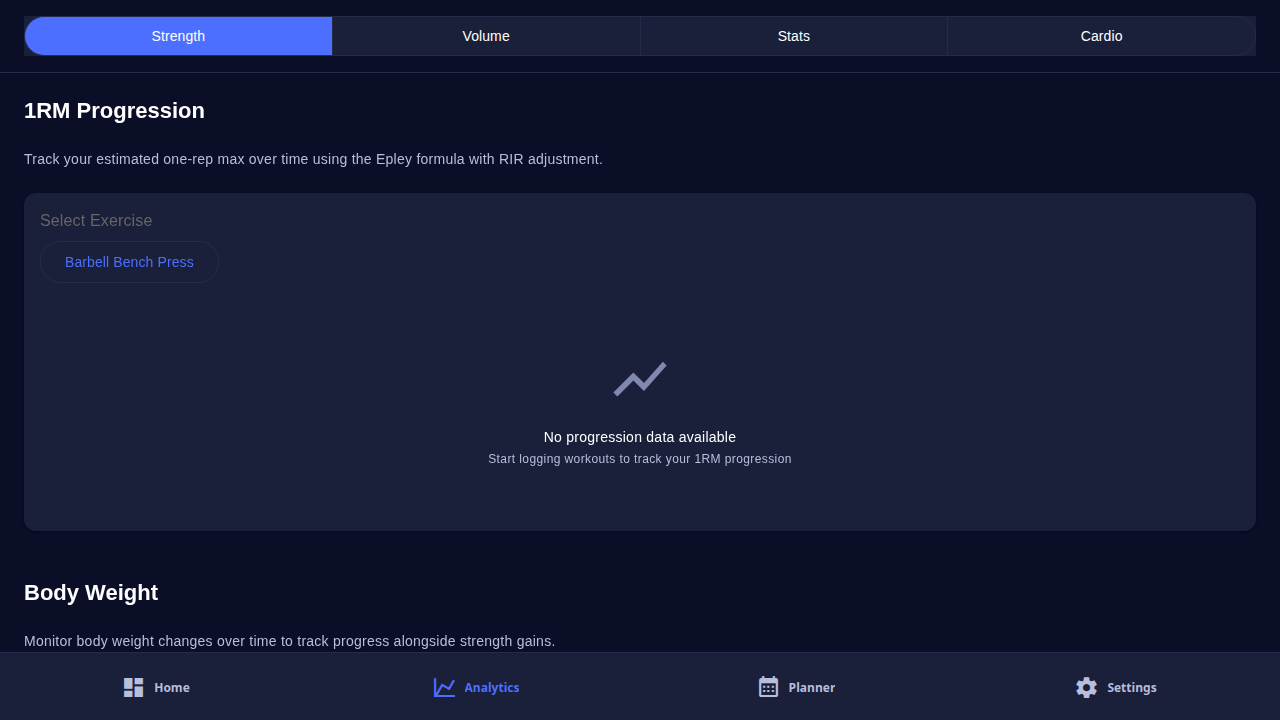 Strength
Volume
Stats
Cardio
1RM Progression
Track your estimated one-rep max over time using the Epley formula with RIR adjustment.
Select Exercise
Barbell Bench Press
No progression data available
Start logging workouts to track your 1RM progression
Body Weight
Monitor body weight changes over time to track progress alongside strength gains.
Home
Analytics
Planner
Settings